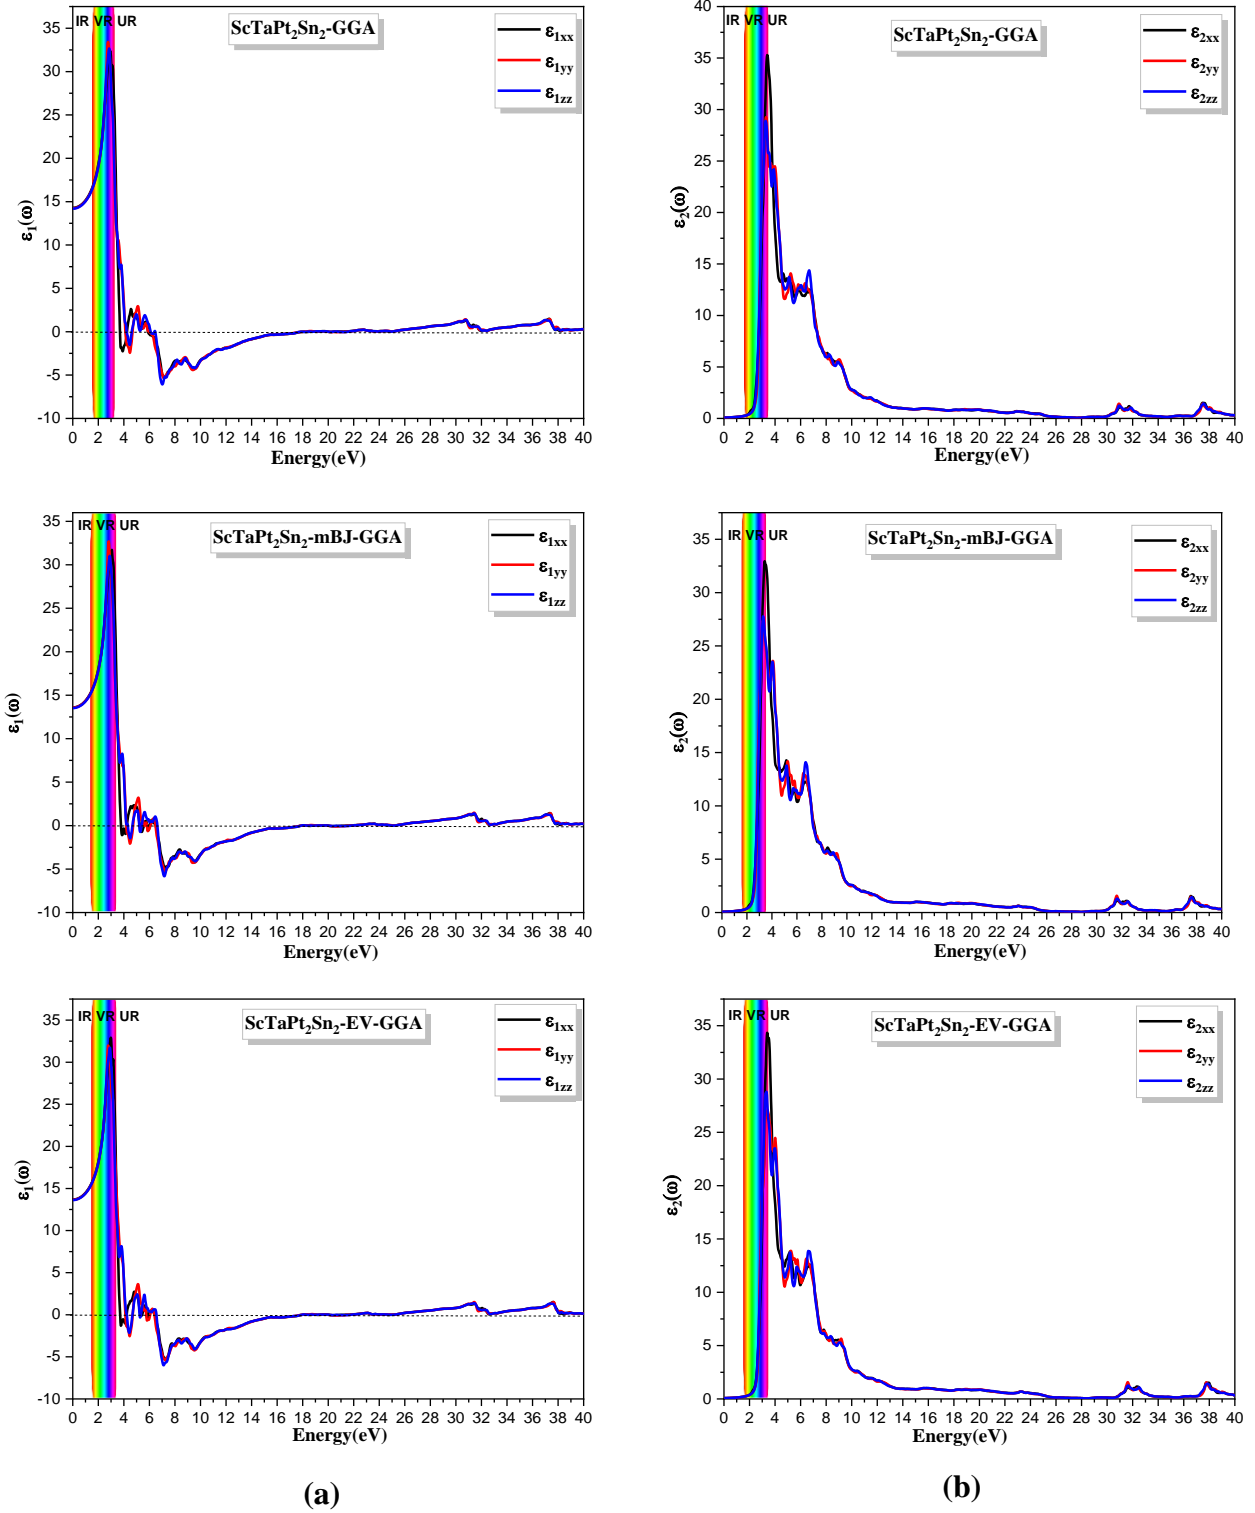 IR VR UR
ScTaPt₂Sn₂-GGA
ε₁xx
ε₁yy
ε₁zz
35
30
25
20
15
10
5
0
-5
-10
ε₁(ω)
0 2 4 6 8 10 12 14 16 18 20 22 24 26 28 30 32 34 36 38 40
Energy(eV)
IR VR UR
ScTaPt₂Sn₂-GGA
ε₂xx
ε₂yy
ε₂zz
40
35
30
25
20
15
10
5
0
ε₂(ω)
0 2 4 6 8 10 12 14 16 18 20 22 24 26 28 30 32 34 36 38 40
Energy(eV)
IR VR UR
ScTaPt₂Sn₂-mBJ-GGA
ε₁xx
ε₁yy
ε₁zz
35
30
25
20
15
10
5
0
-5
-10
ε₁(ω)
0 2 4 6 8 10 12 14 16 18 20 22 24 26 28 30 32 34 36 38 40
Energy(eV)
IR VR UR
ScTaPt₂Sn₂-mBJ-GGA
ε₂xx
ε₂yy
ε₂zz
35
30
25
20
15
10
5
0
ε₂(ω)
0 2 4 6 8 10 12 14 16 18 20 22 24 26 28 30 32 34 36 38 40
Energy(eV)
IR VR UR
ScTaPt₂Sn₂-EV-GGA
ε₁xx
ε₁yy
ε₁zz
35
30
25
20
15
10
5
0
-5
-10
ε₁(ω)
0 2 4 6 8 10 12 14 16 18 20 22 24 26 28 30 32 34 36 38 40
Energy(eV)
IR VR UR
ScTaPt₂Sn₂-EV-GGA
ε₂xx
ε₂yy
ε₂zz
35
30
25
20
15
10
5
0
ε₂(ω)
0 2 4 6 8 10 12 14 16 18 20 22 24 26 28 30 32 34 36 38 40
Energy(eV)
(a)
(b)